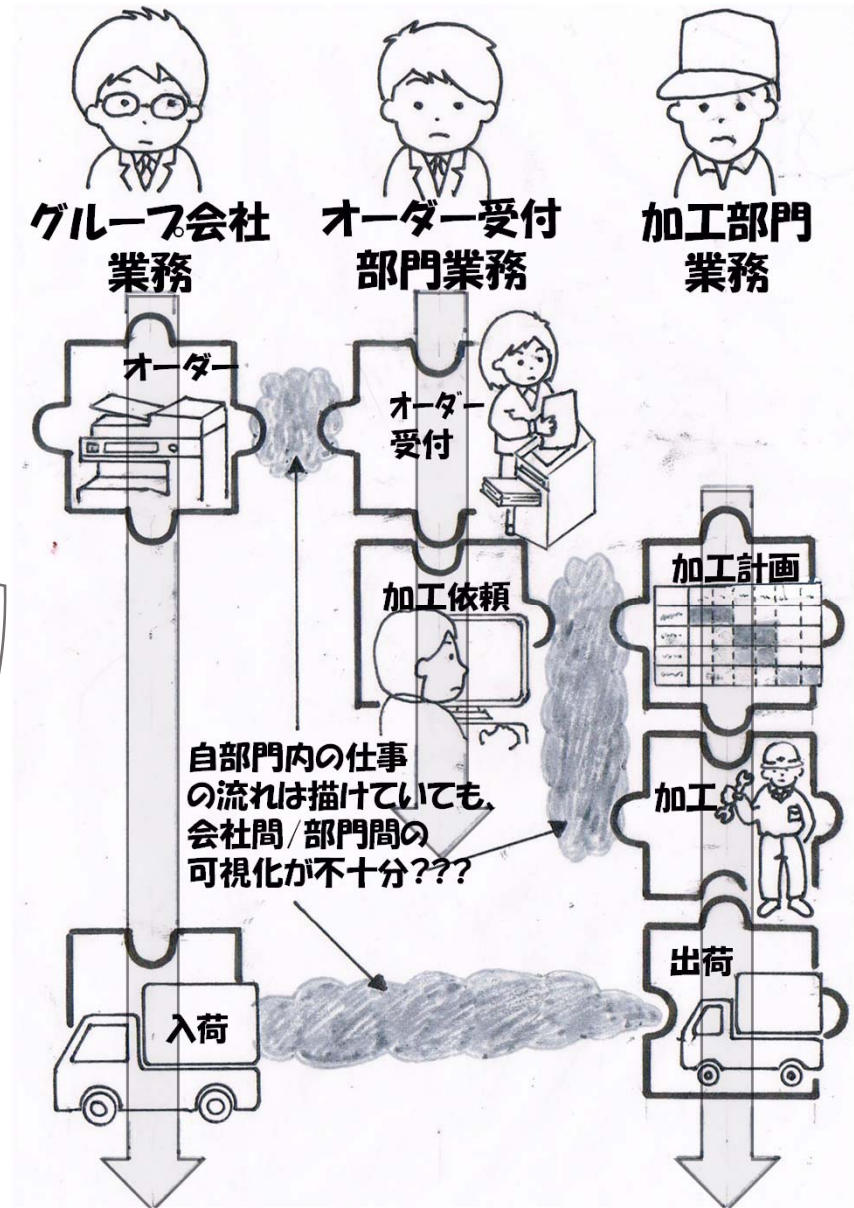 グループ会社
業務
オーダー受付
部門業務
加工部門
業務
オーダー
オーダー
受付
加工依頼
加工計画
自部門内の仕事
の流れは描けていても、
会社間/部門間の
可視化が不十分???
加工
入荷
出荷